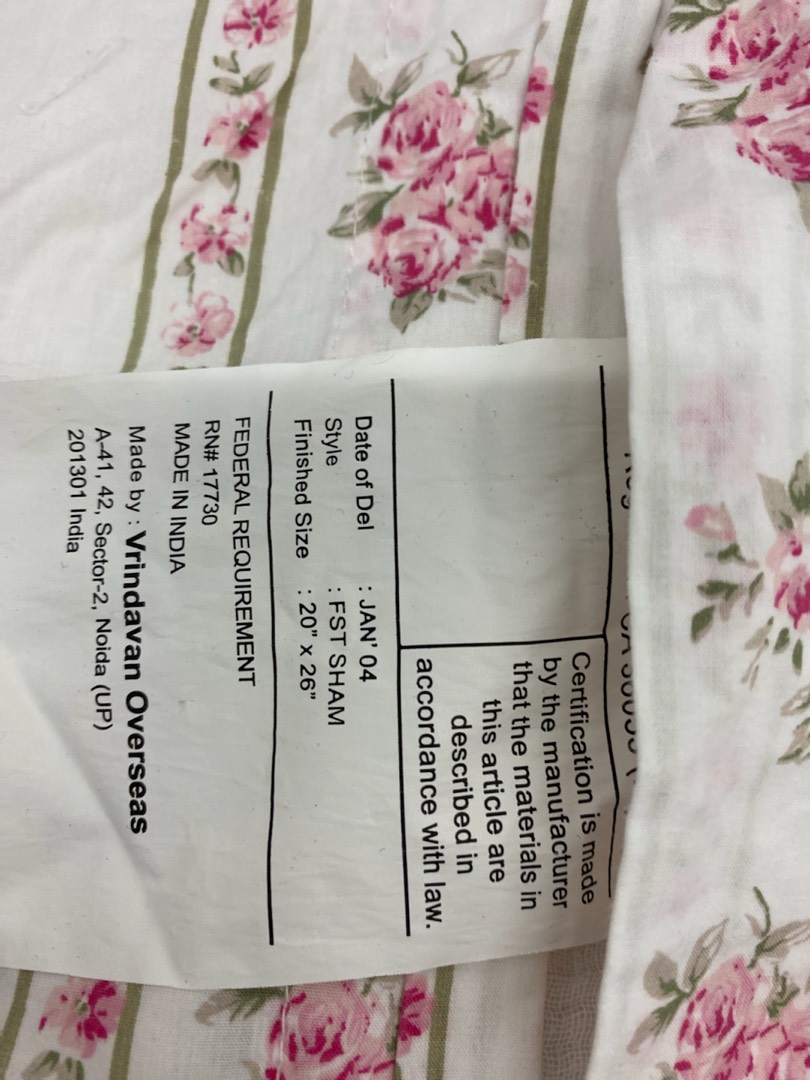 Certification is made
by the manufacturer
that the materials in
this article are
described in
accordance with law.
Date of Del : JAN' 04
Style : FST SHAM
Finished Size : 20" x 26"
FEDERAL REQUIREMENT
RN# 17730
MADE IN INDIA
Made by : Vrindavan Overseas
A-41, 42, Sector-2, Noida (UP)
201301 India